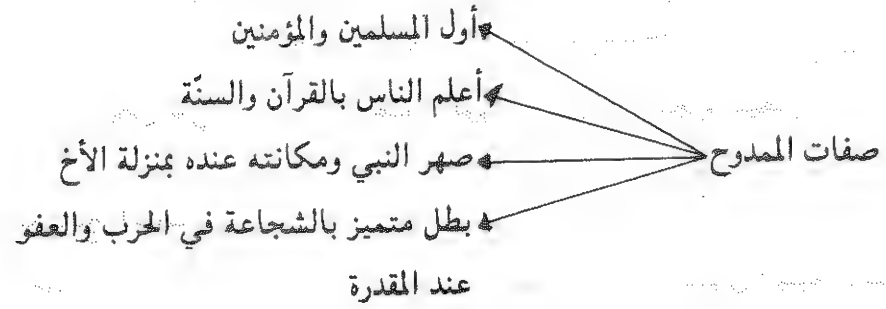 صفات الممدوح
أول المسلمين والمؤمنين
أعلم الناس بالقرآن والسنّة
صهر النبي ومكانته عنده بمنزلة الأخ
بطل متميز بالشجاعة في الحرب والعفو
عند المقدرة